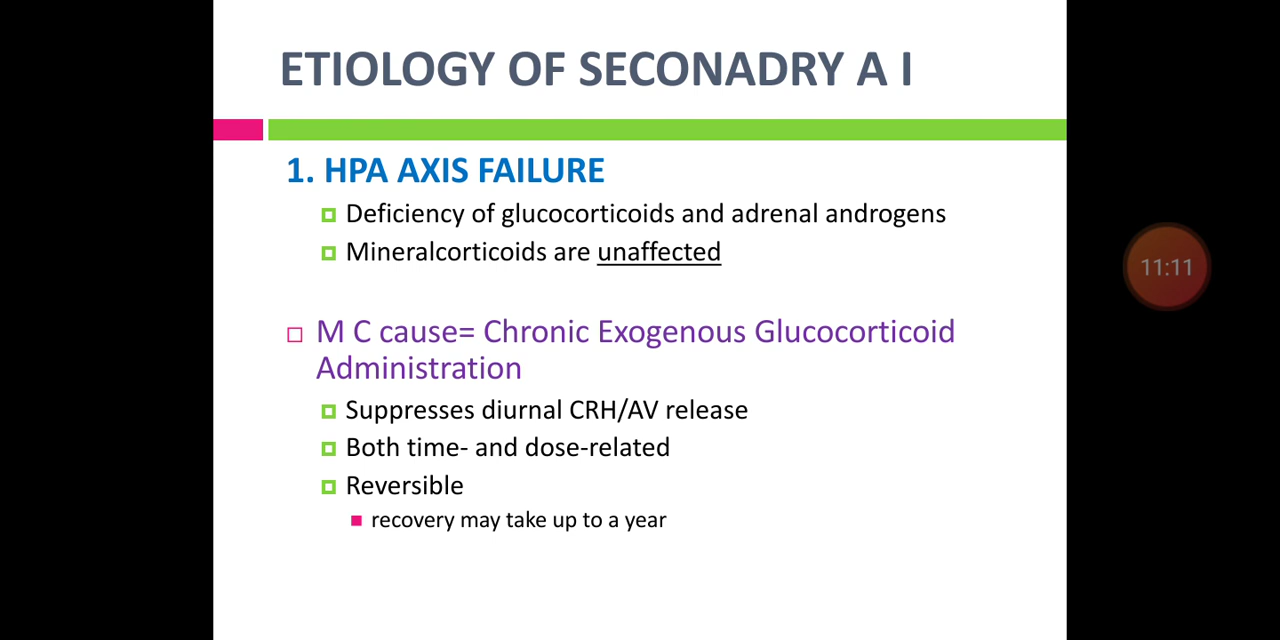 ETIOLOGY OF SECONADRY A I
1. HPA AXIS FAILURE
Deficiency of glucocorticoids and adrenal androgens
Mineralcorticoids are unaffected
M C cause= Chronic Exogenous Glucocorticoid
Administration
Suppresses diurnal CRH/AV release
Both time- and dose-related
Reversible
recovery may take up to a year
11:11